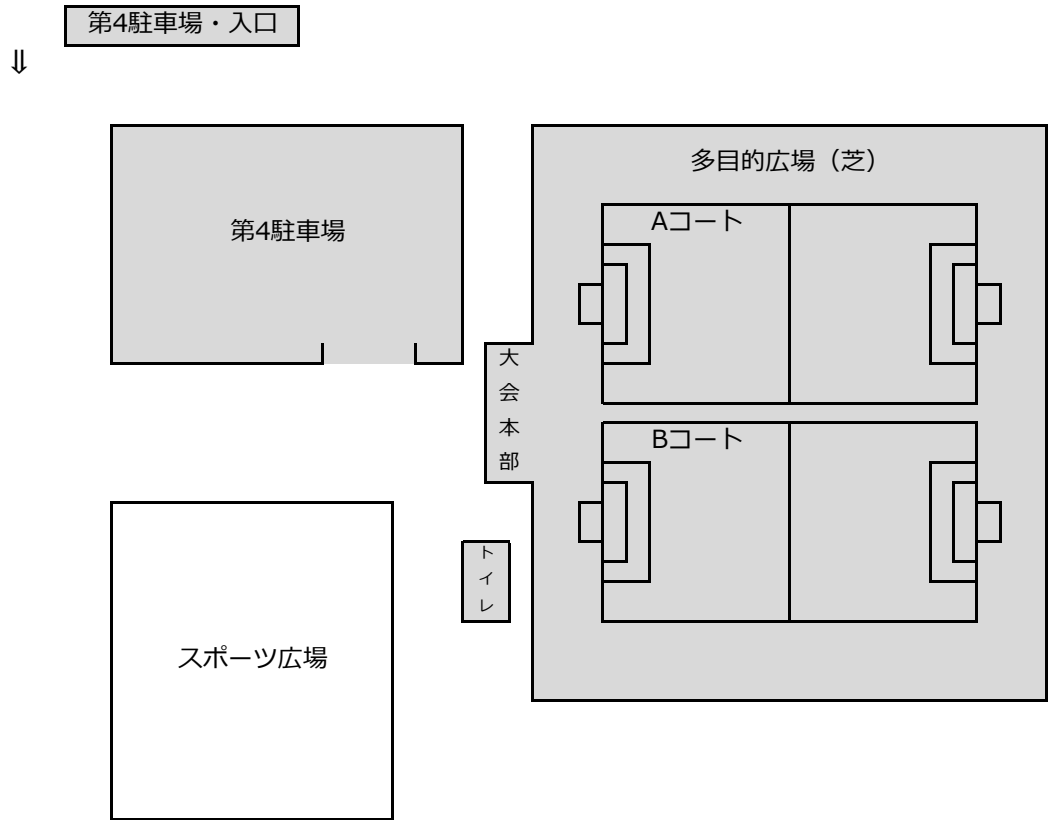 第4駐車場・入口
⇓
多目的広場（芝）
第4駐車場
Aコート
大会本部
Bコート
トイレ
スポーツ広場